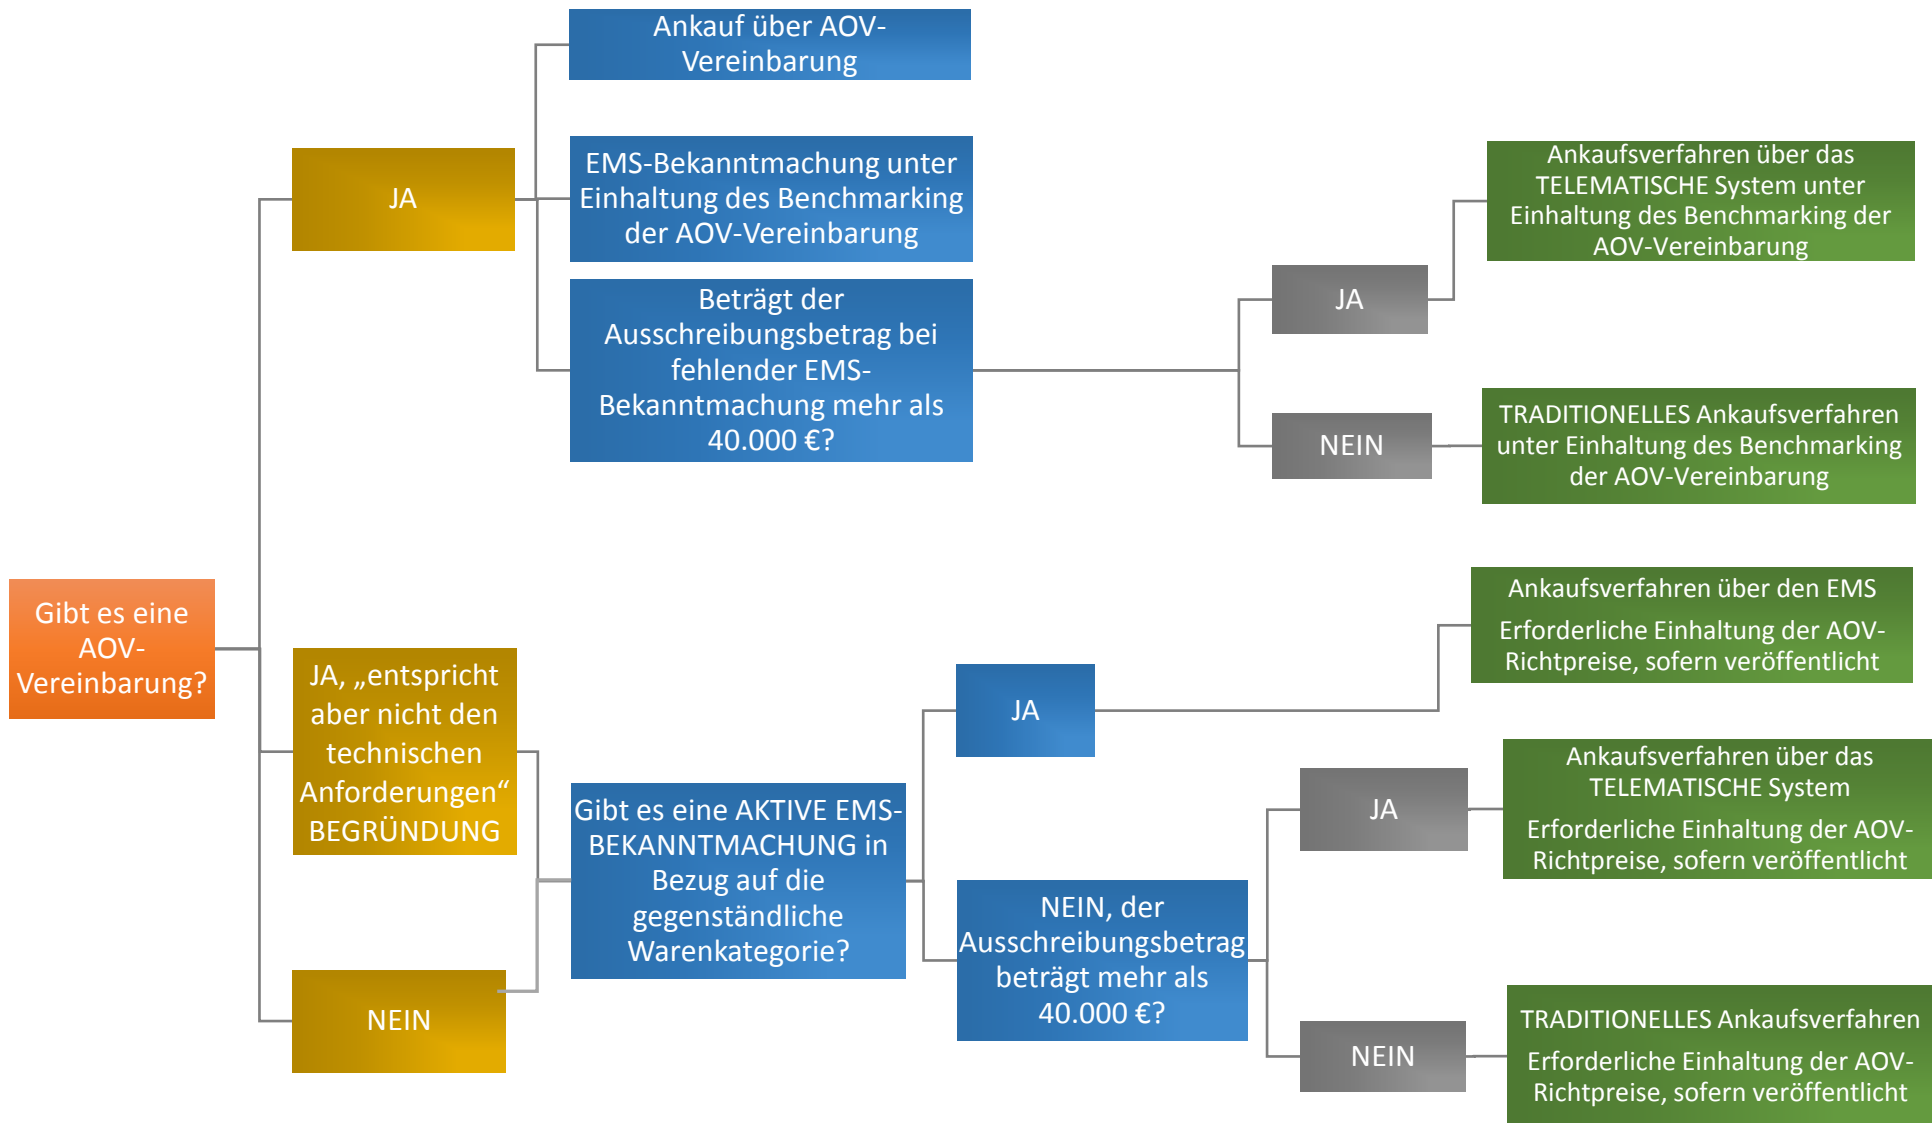 Ankauf über AOV-
Vereinbarung
JA
EMS-Bekanntmachung unter
Einhaltung des Benchmarking
der AOV-Vereinbarung
Beträgt der
Ausschreibungsbetrag bei
fehlender EMS-
Bekanntmachung mehr als
40.000 €?
JA
Ankaufsverfahren über das
TELEMATISCHE System unter
Einhaltung des Benchmarking der
AOV-Vereinbarung
NEIN
TRADITIONELLES Ankaufsverfahren
unter Einhaltung des Benchmarking
der AOV-Vereinbarung
Gibt es eine
AOV-
Vereinbarung?
JA, „entspricht
aber nicht den
technischen
Anforderungen“
BEGRÜNDUNG
NEIN
Gibt es eine AKTIVE EMS-
BEKANNTMACHUNG in
Bezug auf die
gegenständliche
Warenkategorie?
JA
Ankaufsverfahren über den EMS
Erforderliche Einhaltung der AOV-
Richtpreise, sofern veröffentlicht
NEIN, der
Ausschreibungsbetrag
beträgt mehr als
40.000 €?
JA
Ankaufsverfahren über das
TELEMATISCHE System
Erforderliche Einhaltung der AOV-
Richtpreise, sofern veröffentlicht
NEIN
TRADITIONELLES Ankaufsverfahren
Erforderliche Einhaltung der AOV-
Richtpreise, sofern veröffentlicht